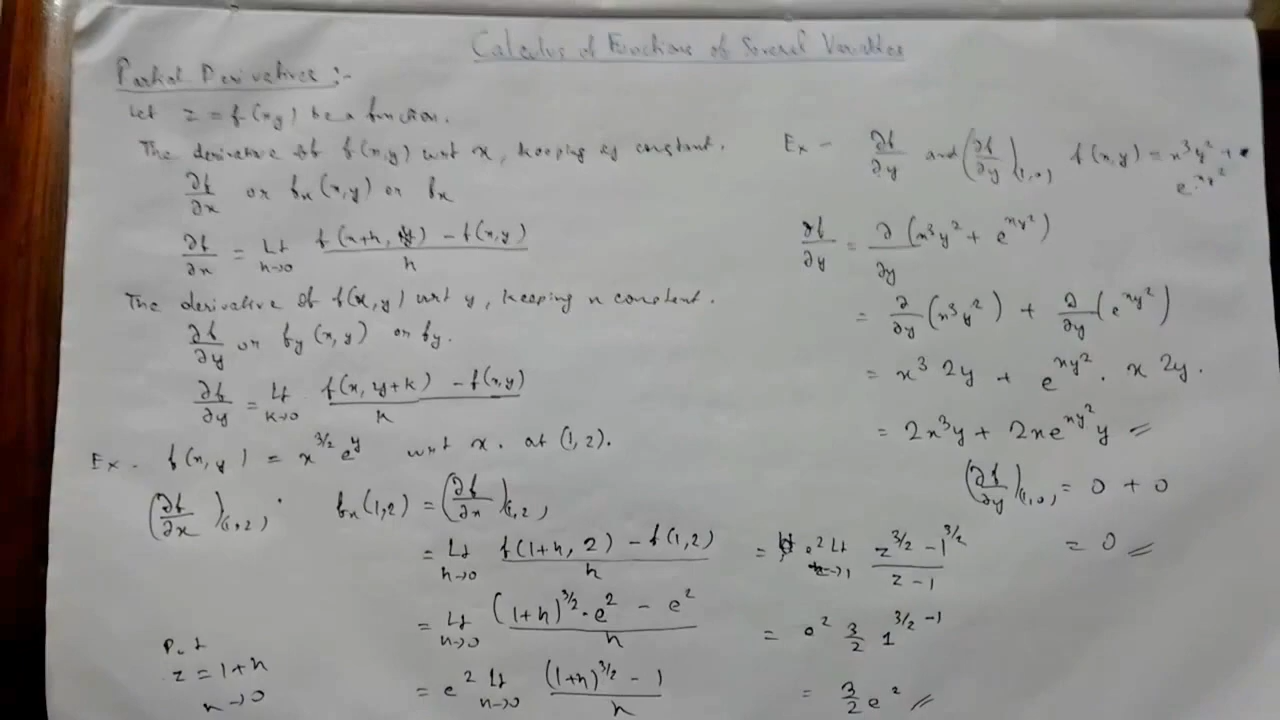 Calculus of Functions of Several Variables
Partial Derivatives :-
Let z = f(x,y) be a function.
The derivative of f(x,y) wrt x, keeping y constant.
∂f/∂x or fx(x,y) or fx
∂f/∂x = Lt h→0 (f(x+h, y) - f(x,y))/h
The derivative of f(x,y) wrt y, keeping x constant.
∂f/∂y or fy(x,y) or fy.
∂f/∂y = Lt k→0 (f(x, y+k) - f(x,y))/k
Ex - f(x,y) = x^{3/2} e^y wrt x. at (1,2).
(∂f/∂x)(1,2) fx(1,2) = (∂f/∂x)(1,2)
= Lt h→0 (f(1+h, 2) - f(1,2))/h
= Lt h→0 ((1+h)^{3/2} · e^2 - e^2)/h
= e^2 Lt h→0 ((1+h)^{3/2} - 1)/h
Put
z = 1+h
h→0
= e^2 Lt z→1 (z^{3/2} - 1^{3/2})/(z-1)
= e^2 3/2 1^{3/2 - 1}
= 3/2 e^2 //
Ex - ∂f/∂y and (∂f/∂y)(1,0) f(x,y) = x^3y^2 +
e^{xy^2}
∂f/∂y = ∂/∂y (x^3y^2 + e^{xy^2})
= ∂/∂y (x^3y^2) + ∂/∂y (e^{xy^2})
= x^3 2y + e^{xy^2} . x 2y.
= 2x^3y + 2xe^{xy^2}y //
(∂f/∂y)(1,0) = 0 + 0
= 0 //